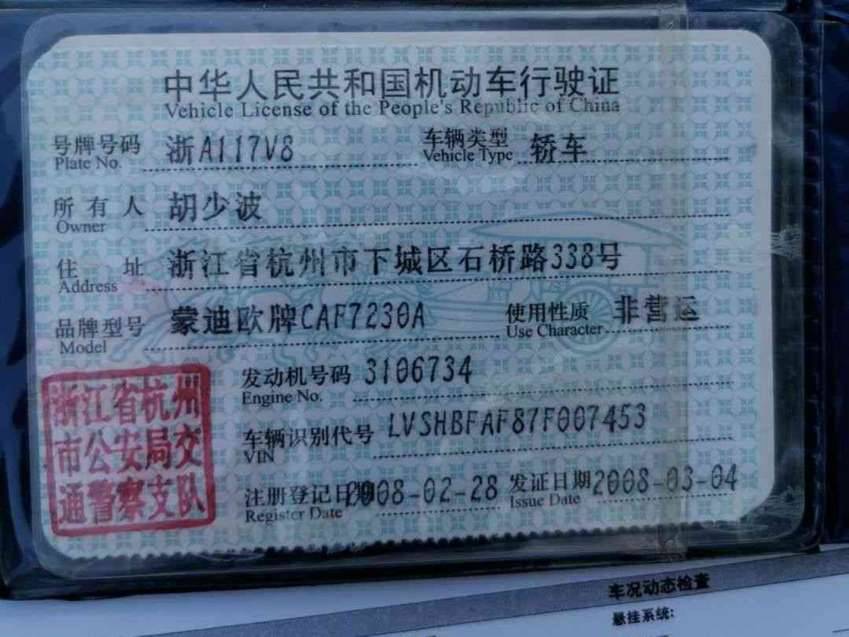 中华人民共和国机动车行驶证
Vehicle License of the People's Republic of China
号牌号码 浙A117V8 车辆类型 轿车
Plate No. Vehicle Type
所有人 胡少波
Owner
住址 浙江省杭州市下城区石桥路338号
Address
品牌型号 蒙迪欧牌CAF7230A 使用性质 非营运
Model Use Character
发动机号码 3106734
Engine No.
车辆识别代号 LVSHBFAF87F007453
VIN
注册登记日期 2008-02-28 发证日期 2008-03-04
Register Date Issue Date
浙江省杭州
市公安局交
通警察支队
车况动态检查
悬挂系统: